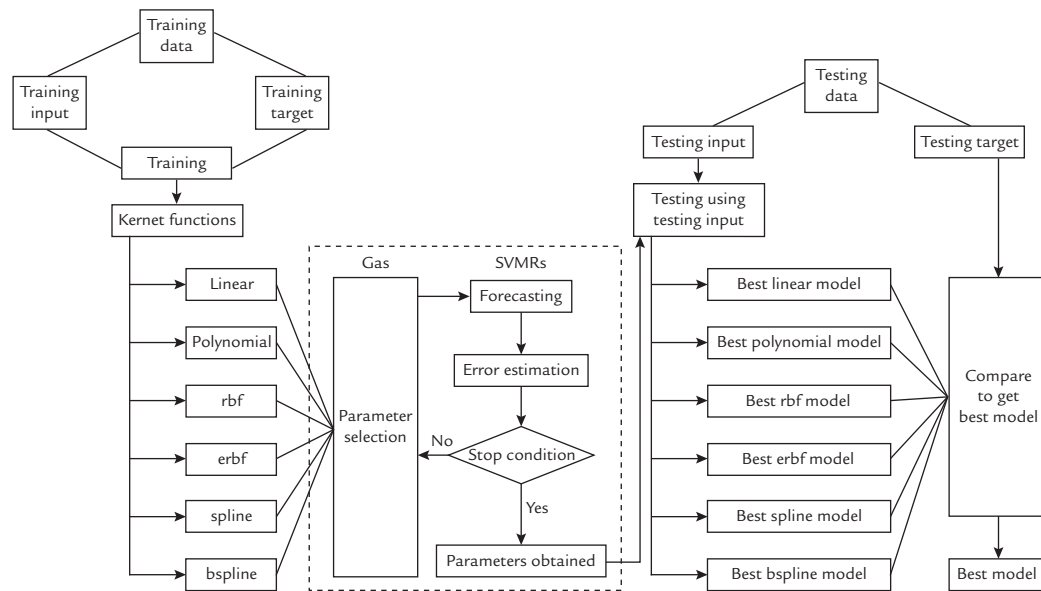 Training
data
Training
input
Training
target
Training
Kernet functions
Linear
Polynomial
rbf
erbf
spline
bspline
Gas
SVMRs
Parameter
selection
Forecasting
Error estimation
Stop condition
No
Yes
Parameters obtained
Testing
data
Testing input
Testing target
Testing using
testing input
Best linear model
Best polynomial model
Best rbf model
Best erbf model
Best spline model
Best bspline model
Compare
to get
best model
Best model